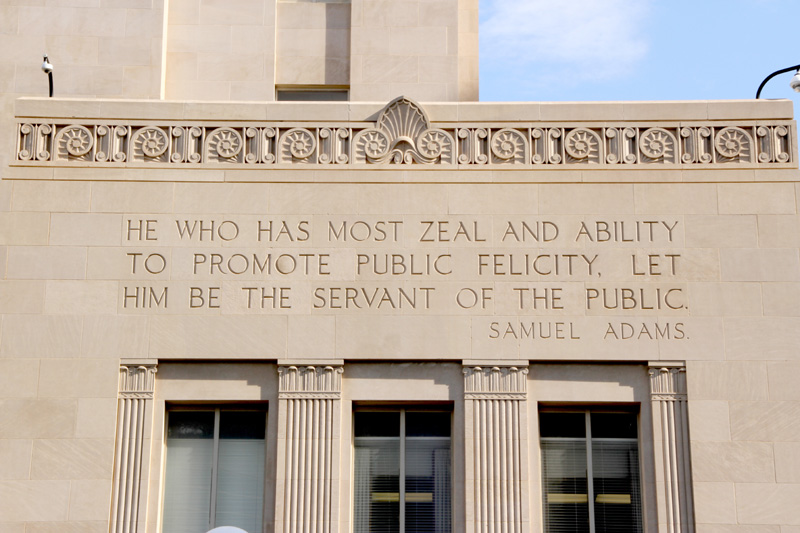 HE WHO HAS MOST ZEAL AND ABILITY
TO PROMOTE PUBLIC FELICITY, LET
HIM BE THE SERVANT OF THE PUBLIC.
SAMUEL ADAMS.